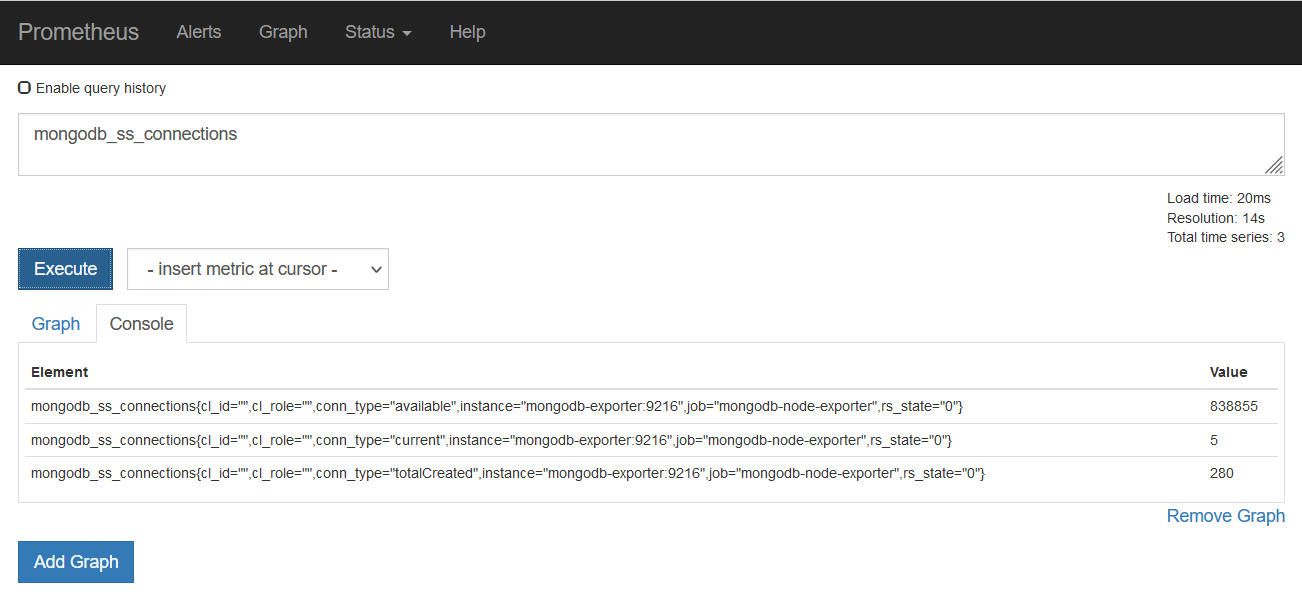 Prometheus Alerts Graph Status Help
Enable query history
mongodb_ss_connections
Load time: 20ms
Resolution: 14s
Total time series: 3
Execute - insert metric at cursor -
Graph Console
Element Value
mongodb_ss_connections{cl_id="",cl_role="",conn_type="available",instance="mongodb-exporter:9216",job="mongodb-node-exporter",rs_state="0"} 838855
mongodb_ss_connections{cl_id="",cl_role="",conn_type="current",instance="mongodb-exporter:9216",job="mongodb-node-exporter",rs_state="0"} 5
mongodb_ss_connections{cl_id="",cl_role="",conn_type="totalCreated",instance="mongodb-exporter:9216",job="mongodb-node-exporter",rs_state="0"} 280
Remove Graph
Add Graph